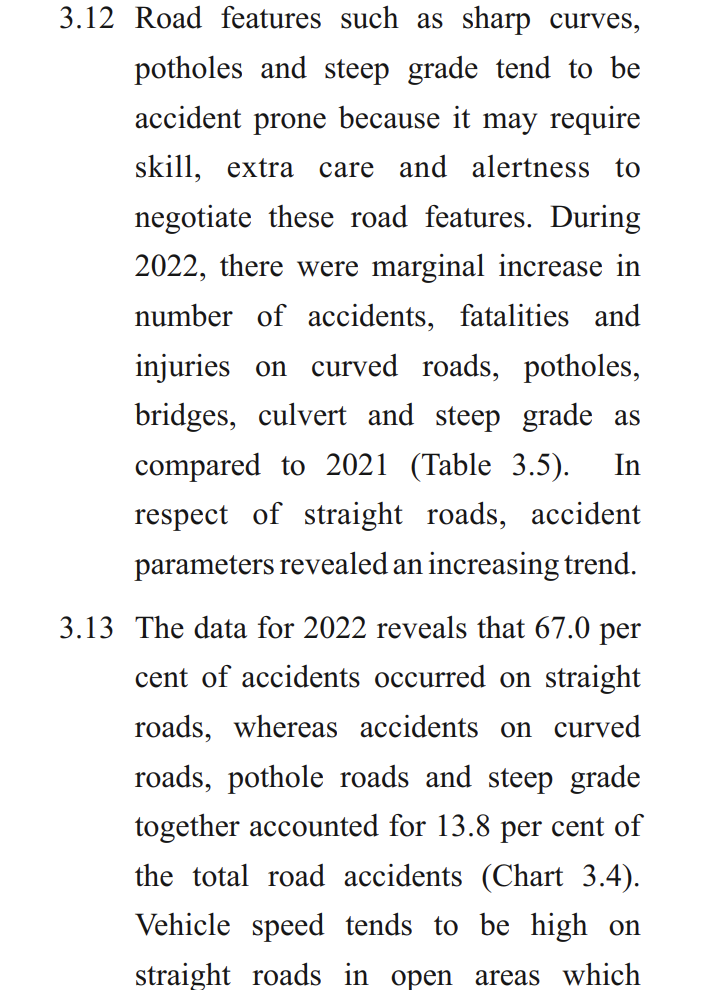 3.12 Road features such as sharp curves,
potholes and steep grade tend to be
accident prone because it may require
skill, extra care and alertness to
negotiate these road features. During
2022, there were marginal increase in
number of accidents, fatalities and
injuries on curved roads, potholes,
bridges, culvert and steep grade as
compared to 2021 (Table 3.5). In
respect of straight roads, accident
parameters revealed an increasing trend.
3.13 The data for 2022 reveals that 67.0 per
cent of accidents occurred on straight
roads, whereas accidents on curved
roads, pothole roads and steep grade
together accounted for 13.8 per cent of
the total road accidents (Chart 3.4).
Vehicle speed tends to be high on
straight roads in open areas which